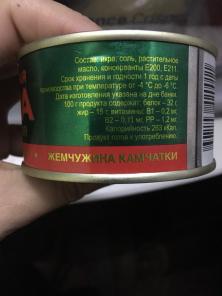 Состав: икра, соль, растительное
масло, консерванты Е200, Е211.
Срок хранения и годности 1 год с даты
производства при температуре от -4°С до -6°С.
Дата изготовления указана на дне банки.
100 г продукта содержат: белок - 32 г;
жир - 15 г; витамины: В1 – 0,2 мг;
В2 – 0,11 мг; РР – 1,2 мг.
Калорийность 263 кКал.
Продукт готов к употреблению.
ЖЕМЧУЖИНА КАМЧАТКИ